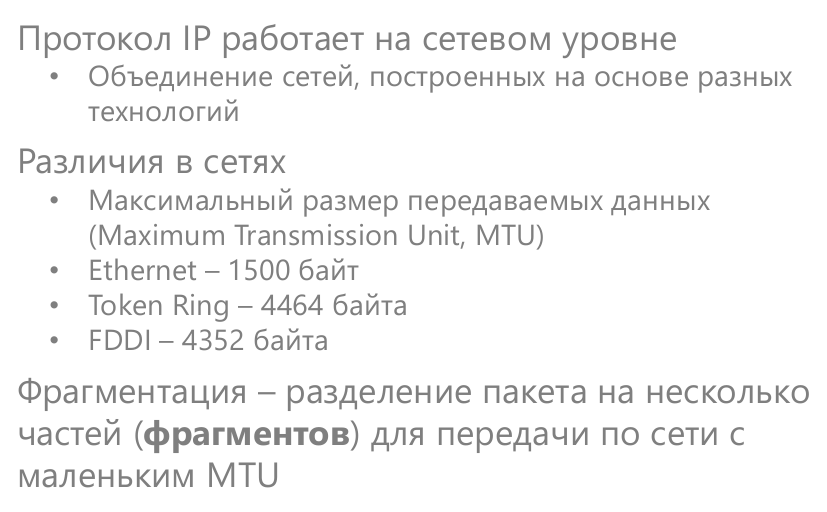 Протокол IP работает на сетевом уровне
• Объединение сетей, построенных на основе разных
технологий
Различия в сетях
• Максимальный размер передаваемых данных
(Maximum Transmission Unit, MTU)
• Ethernet – 1500 байт
• Token Ring – 4464 байта
• FDDI – 4352 байта
Фрагментация – разделение пакета на несколько
частей (фрагментов) для передачи по сети с
маленьким MTU